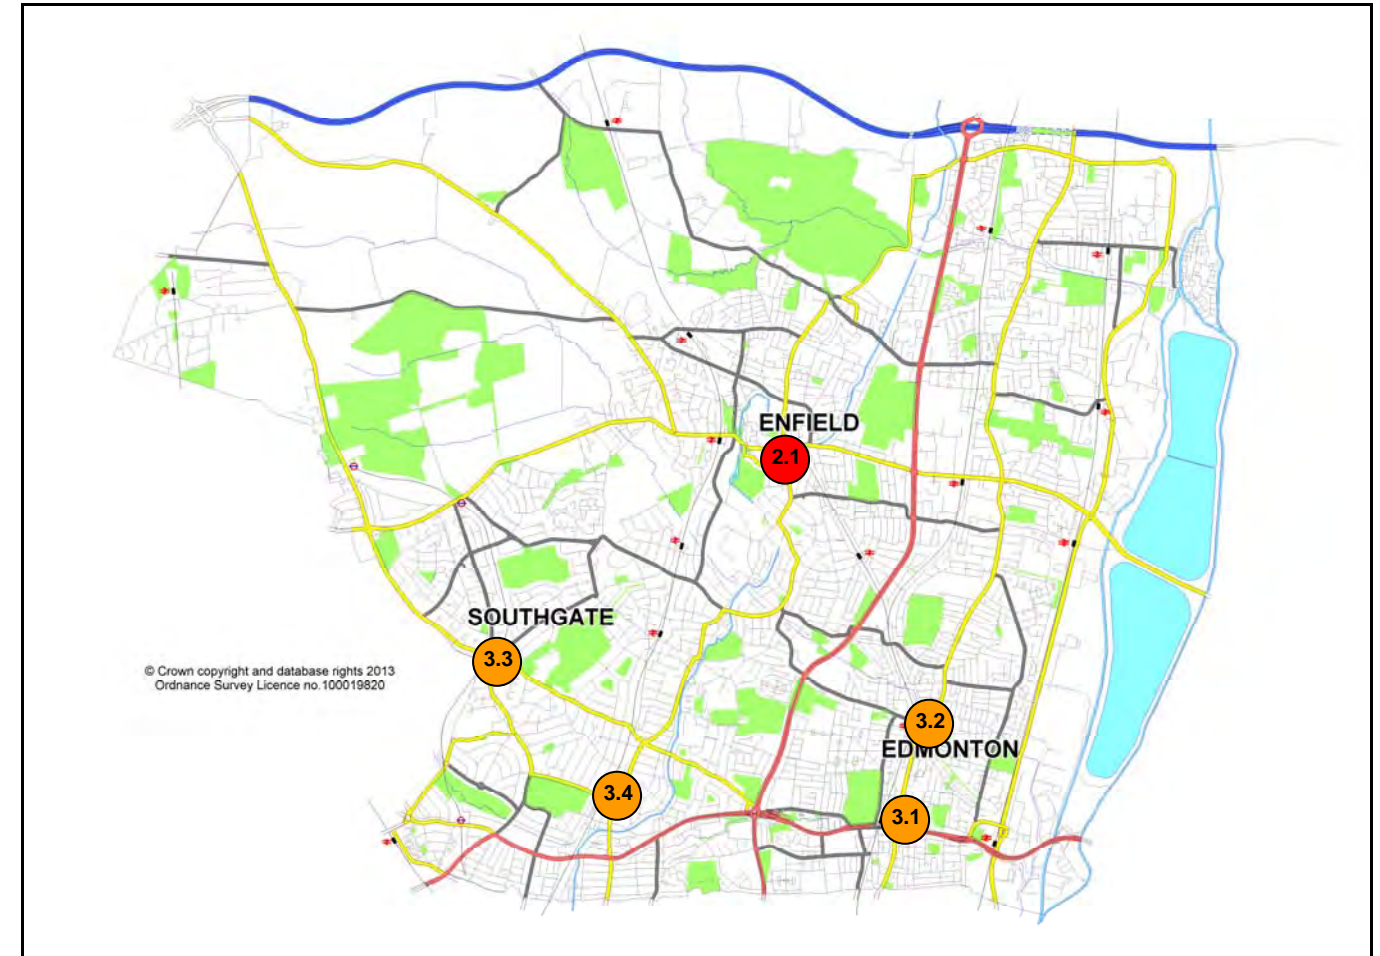 ENFIELD
2.1
SOUTHGATE
3.3
© Crown copyright and database rights 2013
Ordnance Survey Licence no.100019820
3.2
EDMONTON
3.4
3.1